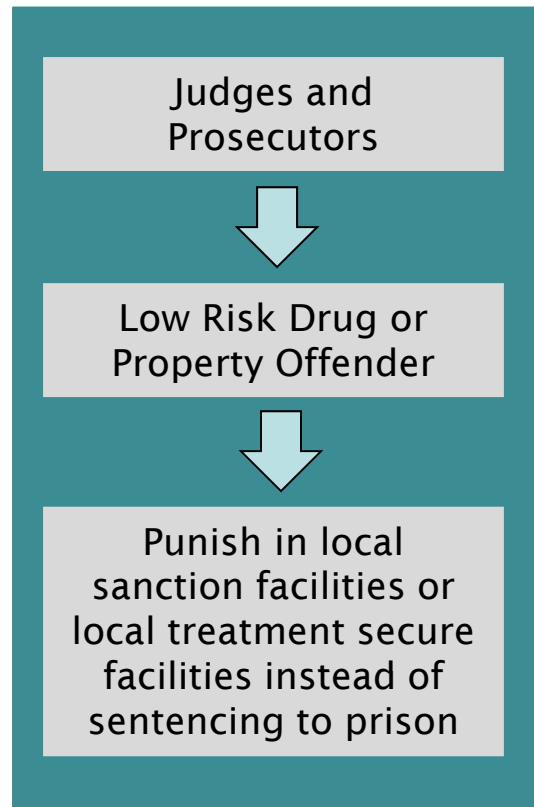 Judges and
Prosecutors
Low Risk Drug or
Property Offender
Punish in local
sanction facilities or
local treatment secure
facilities instead of
sentencing to prison